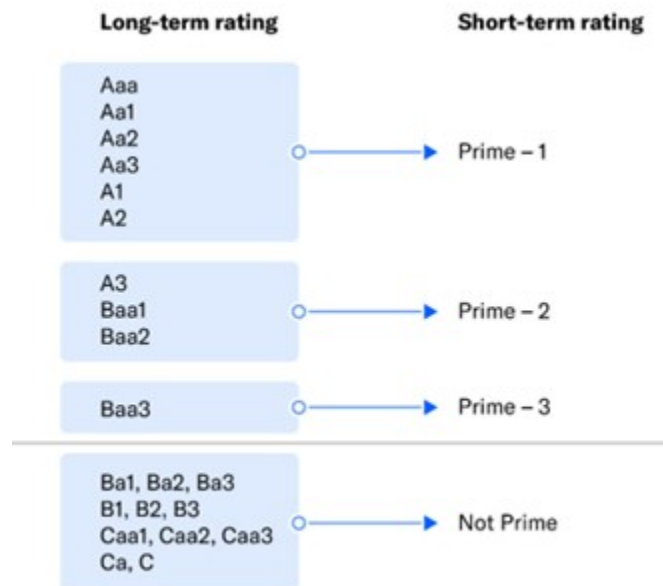 Long-term rating
Short-term rating
Aaa
Aa1
Aa2
Aa3
A1
A2
Prime – 1
A3
Baa1
Baa2
Prime – 2
Baa3
Prime – 3
Ba1, Ba2, Ba3
B1, B2, B3
Caa1, Caa2, Caa3
Ca, C
Not Prime